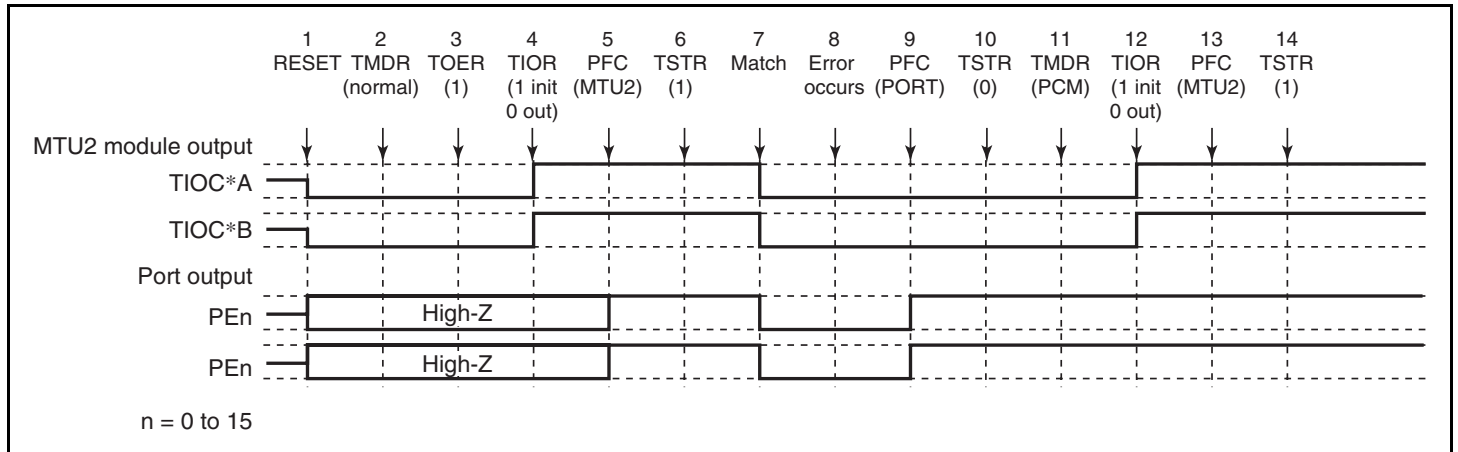 1 2 3 4 5 6 7 8 9 10 11 12 13 14
RESET TMDR TOER TIOR PFC TSTR Match Error PFC TSTR TMDR TIOR PFC TSTR
(normal) (1) (1 init (MTU2) (1) occurs (PORT) (0) (PCM) (1 init (MTU2) (1)
0 out) 0 out)
MTU2 module output
TIOC*A
TIOC*B
Port output
PEn High-Z
PEn High-Z
n = 0 to 15